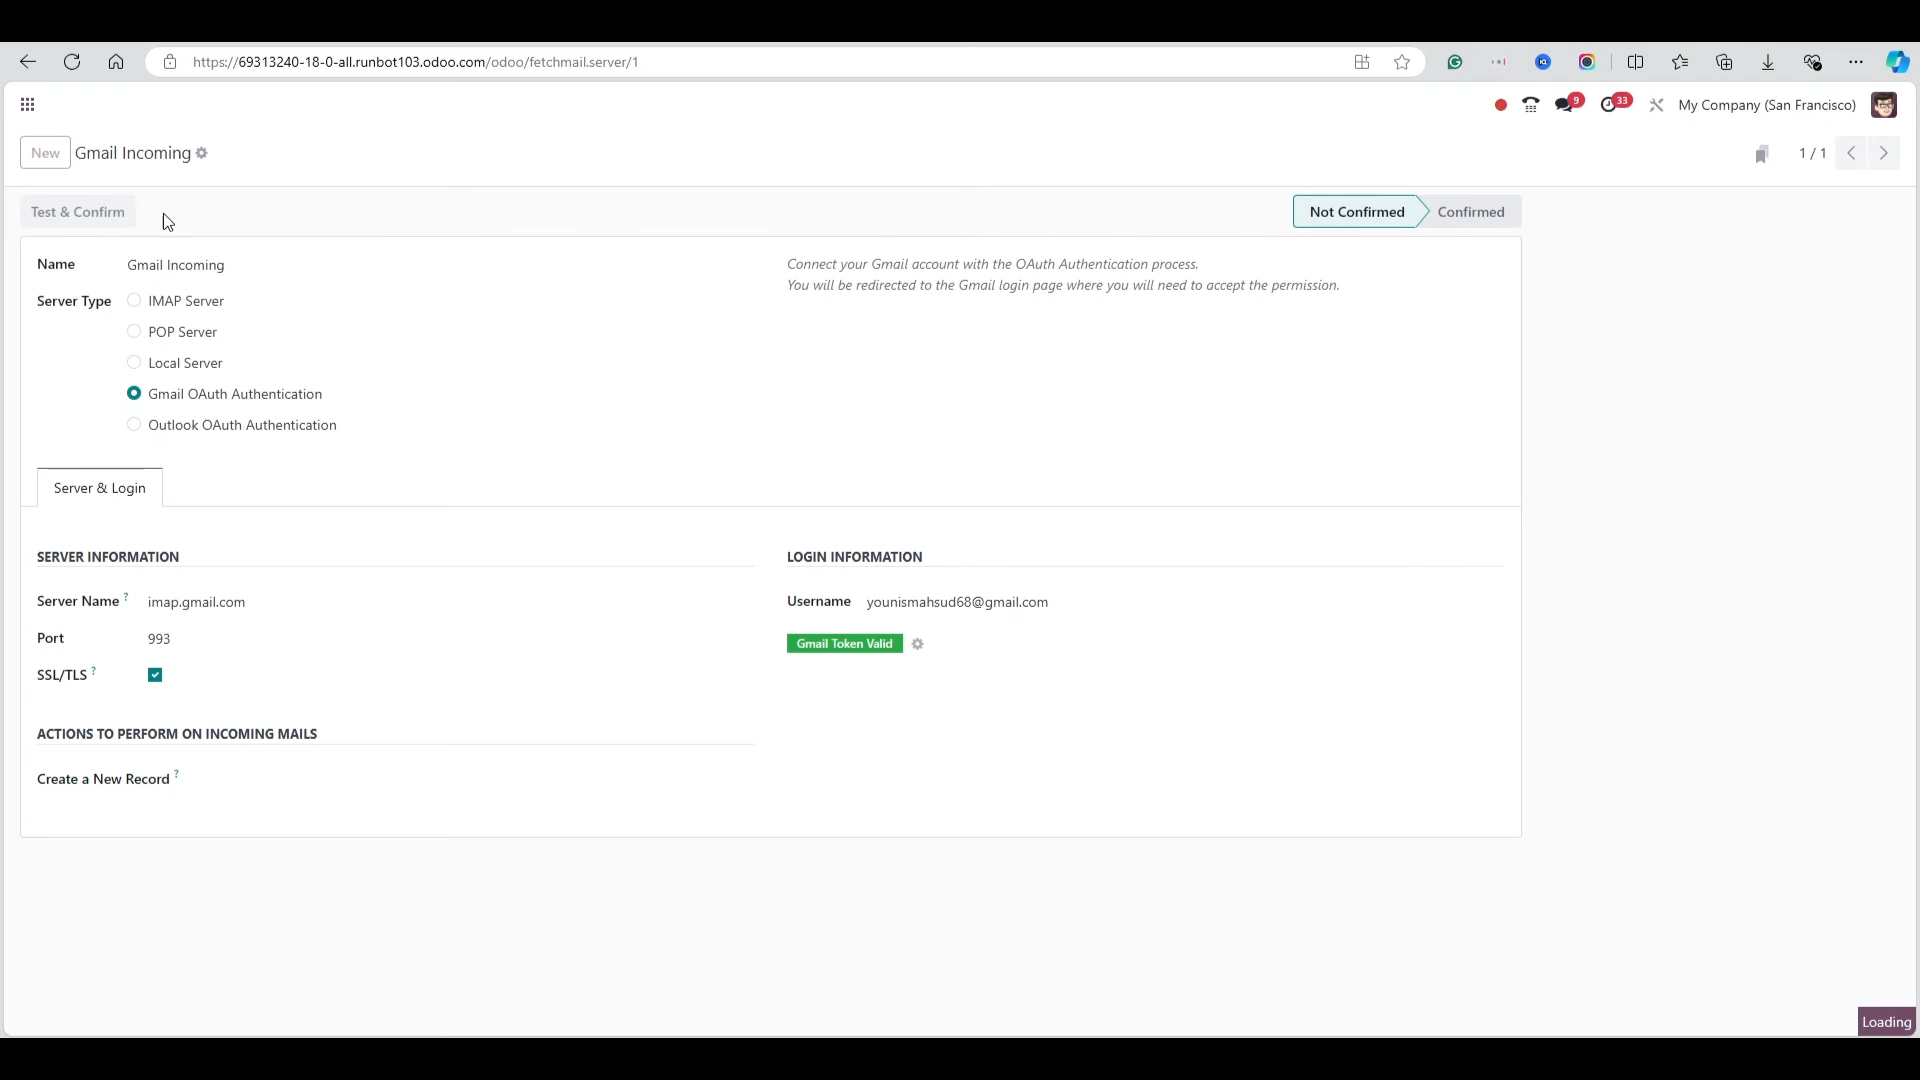 https://69313240-18-0-all.runbot103.odoo.com/odoo/fetchmail.server/1
9
33
My Company (San Francisco)
New
Gmail Incoming
1 / 1
Test & Confirm
Not Confirmed
Confirmed
Name
Gmail Incoming
Connect your Gmail account with the OAuth Authentication process.
You will be redirected to the Gmail login page where you will need to accept the permission.
Server Type
IMAP Server
POP Server
Local Server
Gmail OAuth Authentication
Outlook OAuth Authentication
Server & Login
SERVER INFORMATION
LOGIN INFORMATION
Server Name ?
imap.gmail.com
Username
younismahsud68@gmail.com
Port
993
Gmail Token Valid
SSL/TLS ?
ACTIONS TO PERFORM ON INCOMING MAILS
Create a New Record ?
Loading